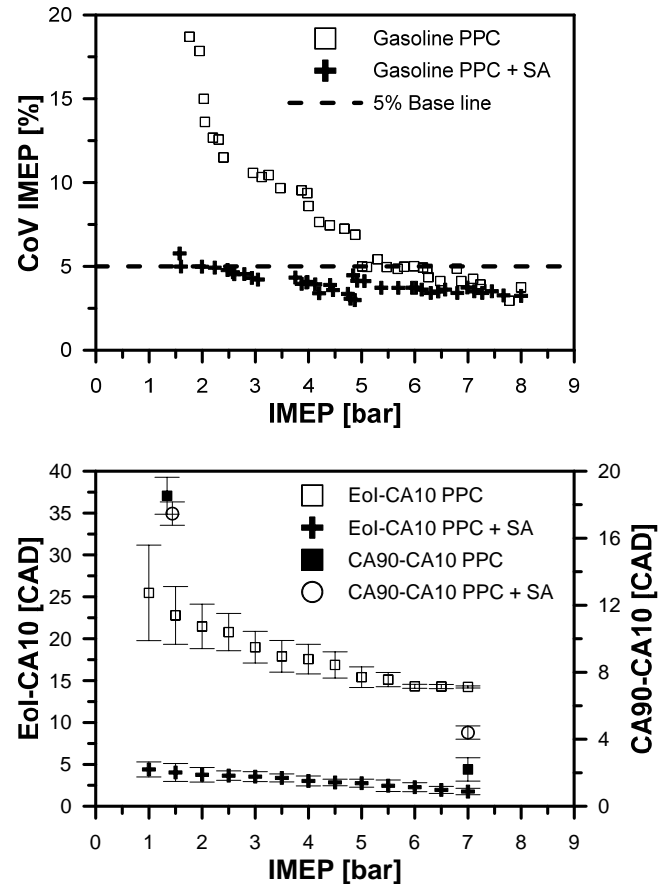 20
15
10
5
0
CoV IMEP [%]
Gasoline PPC
Gasoline PPC + SA
5% Base line
0 1 2 3 4 5 6 7 8 9
IMEP [bar]
40
35
30
25
20
15
10
5
0
EoI-CA10 [CAD]
EoI-CA10 PPC
EoI-CA10 PPC + SA
CA90-CA10 PPC
CA90-CA10 PPC + SA
20
16
12
8
4
0
CA90-CA10 [CAD]
0 1 2 3 4 5 6 7 8 9
IMEP [bar]